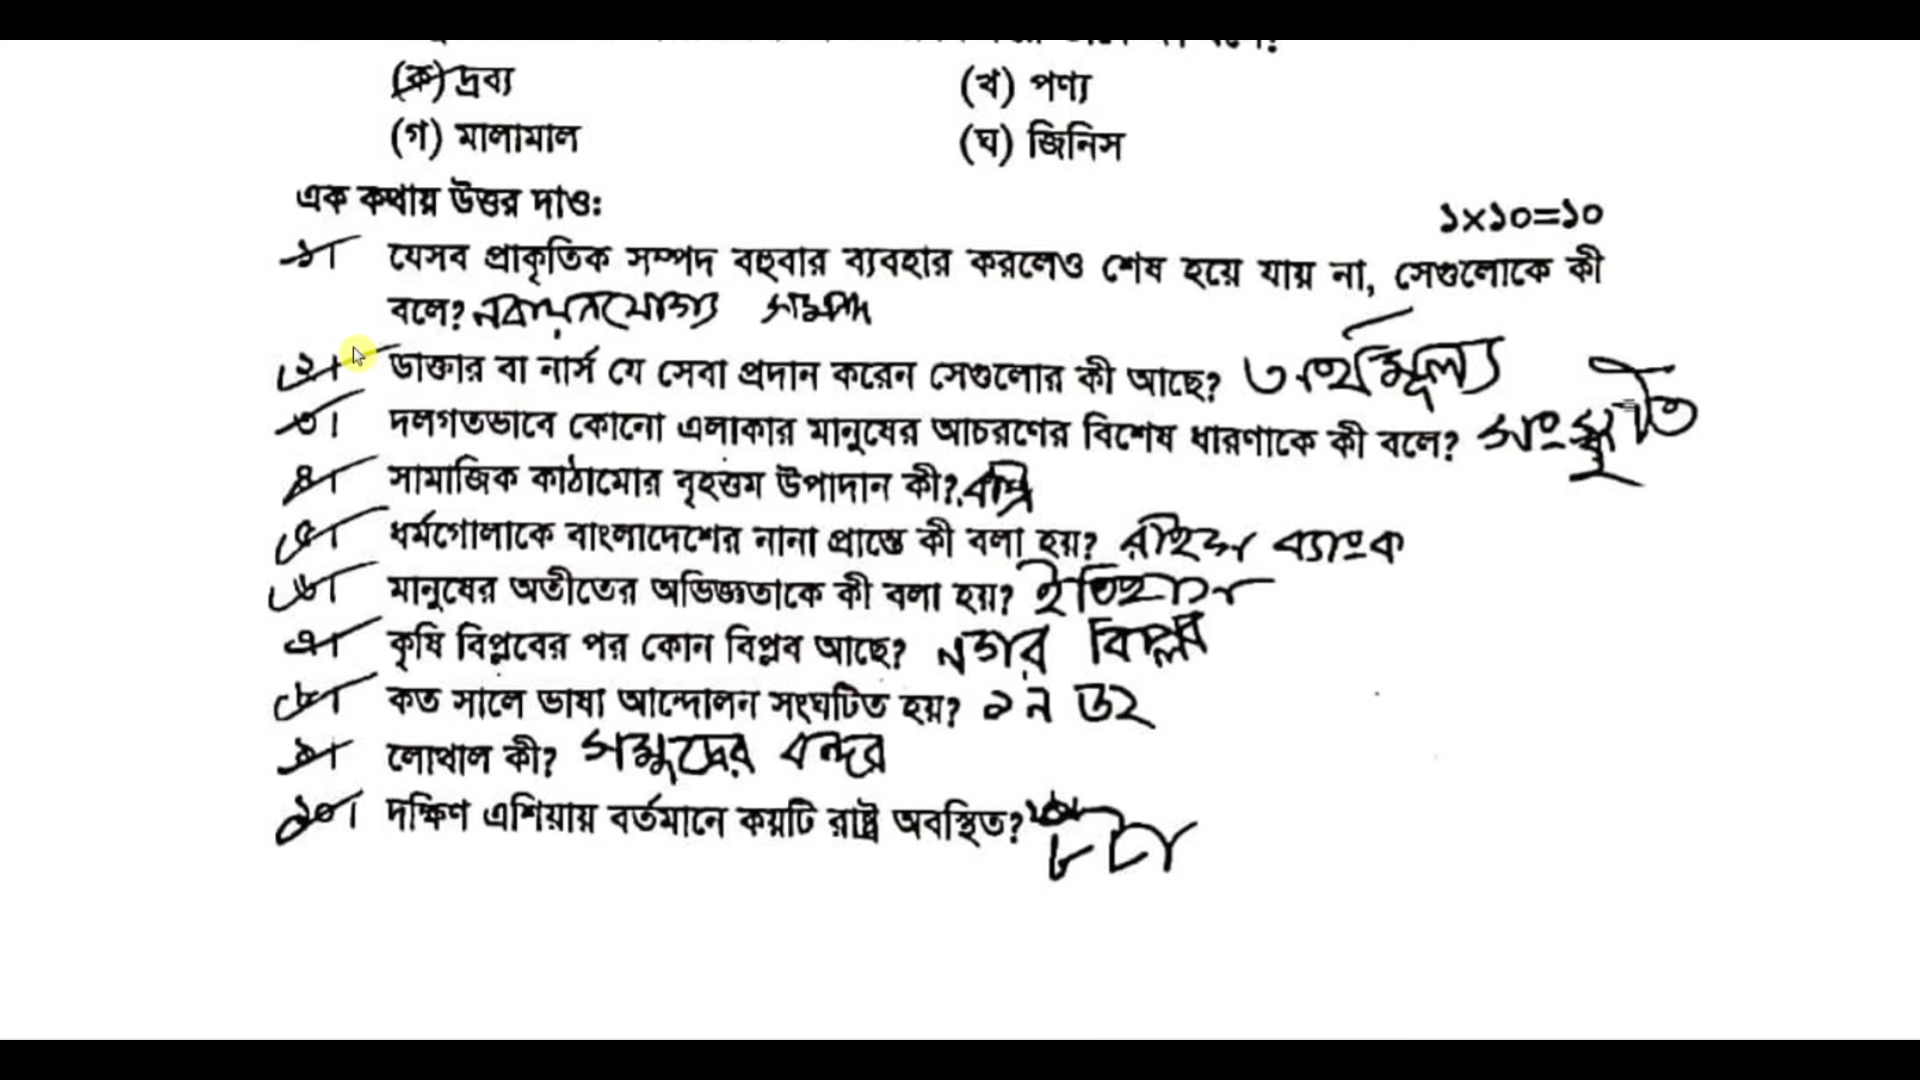 (ক) দ্রব্য (খ) পণ্য
(গ) মালামাল (ঘ) জিনিস
এক কথায় উত্তর দাও: ১x১০=১০
১। যেসব প্রাকৃতিক সম্পদ বহুবার ব্যবহার করলেও শেষ হয়ে যায় না, সেগুলোকে কী
বলে? নবায়নযোগ্য সম্পদ
২। ডাক্তার বা নার্স যে সেবা প্রদান করেন সেগুলোর কী আছে? অর্থমূল্য
৩। দলগতভাবে কোনো এলাকার মানুষের আচরণের বিশেষ ধারণাকে কী বলে? সংস্কৃতি
৪। সামাজিক কাঠামোর বৃহত্তম উপাদান কী?
৫। ধর্মগোলাকে বাংলাদেশের নানা প্রান্তে কী বলা হয়? রাইস ব্যাংক
৬। মানুষের অতীতের অভিজ্ঞতাকে কী বলা হয়? ইতিহাস
৭। কৃষি বিপ্লবের পর কোন বিপ্লব আছে? নগর বিপ্লব
৮। কত সালে ভাষা আন্দোলন সংঘটিত হয়? ১৯৫২
৯। লোথাল কী? সমুদ্রের বন্দর
১০। দক্ষিণ এশিয়ায় বর্তমানে কয়টি রাষ্ট্র অবস্থিত? ৮টা